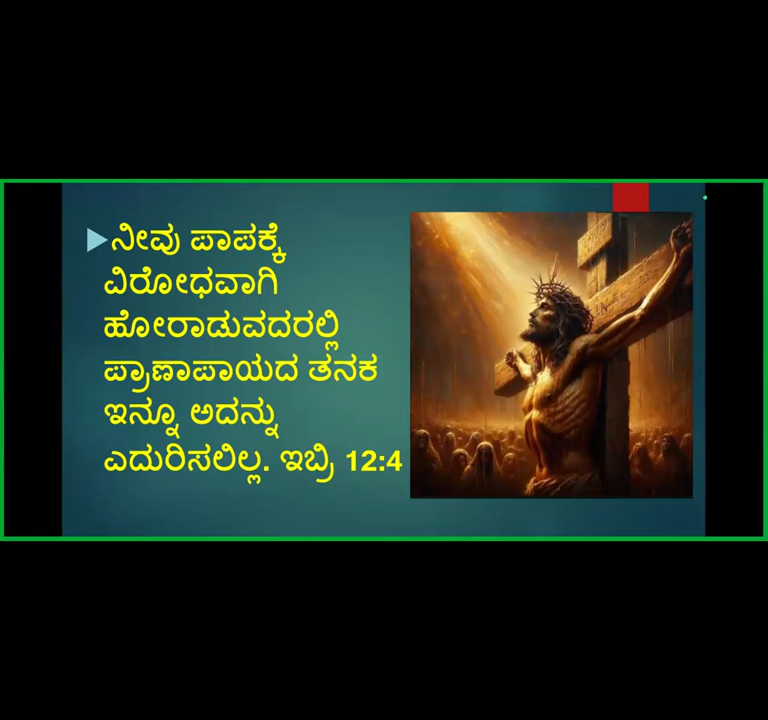 ನೀವು ಪಾಪಕ್ಕೆ
ವಿರೋಧವಾಗಿ
ಹೋರಾಡುವದರಲ್ಲಿ
ಪ್ರಾಣಾಪಾಯದ ತನಕ
ಇನ್ನೂ ಅದನ್ನು
ಎದುರಿಸಲಿಲ್ಲ. ಇಬ್ರಿ 12:4